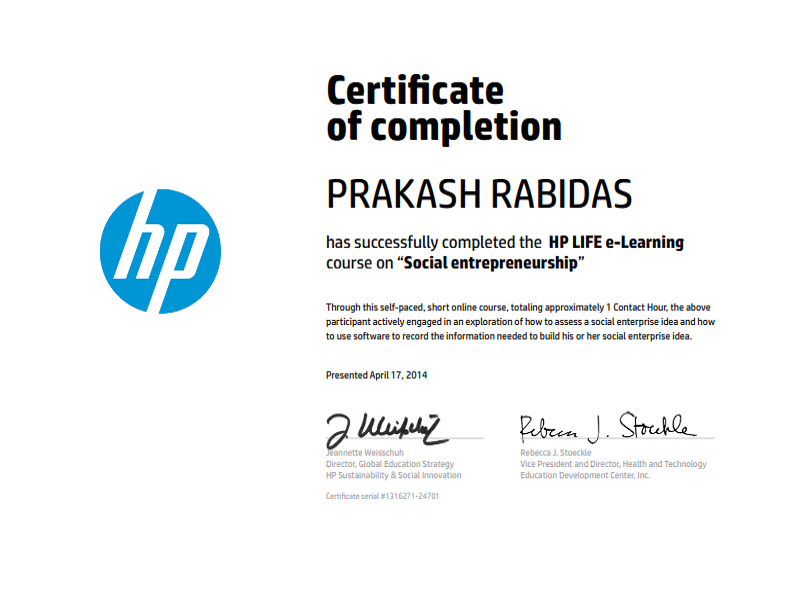 Certificate
of completion
PRAKASH RABIDAS
hp
has successfully completed the HP LIFE e-Learning
course on “Social entrepreneurship”
Through this self-paced, short online course, totaling approximately 1 Contact Hour, the above
participant actively engaged in an exploration of how to assess a social enterprise idea and how
to use software to record the information needed to build his or her social enterprise idea.
Presented April 17, 2014
J. Weisschuh
Rebecca J. Stoeckle
Jeannette Weisschuh
Director, Global Education Strategy
HP Sustainability & Social Innovation
Rebecca J. Stoeckle
Vice President and Director, Health and Technology
Education Development Center, Inc.
Certificate serial #1316271-24701